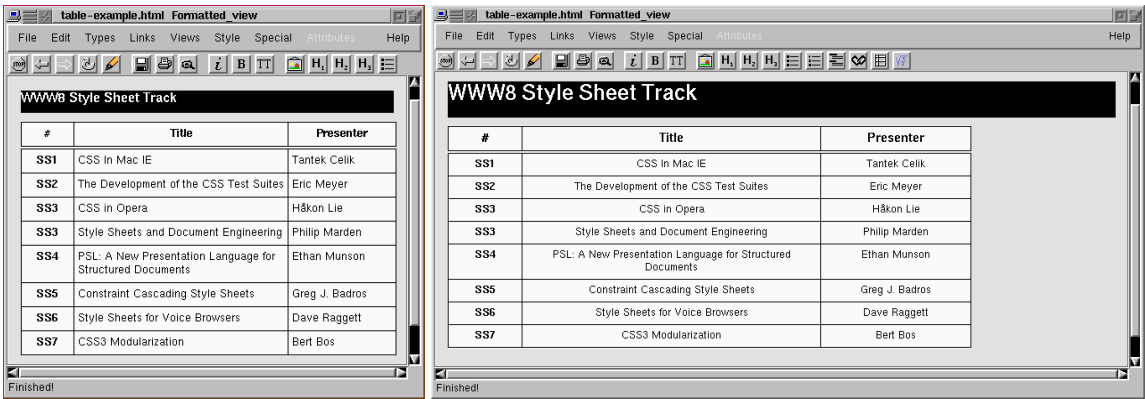 table-example.html Formatted_view
File Edit Types Links Views Style Special Attributes Help
i B TT H1 H2 H3
WWW8 Style Sheet Track
# Title Presenter
SS1 CSS In Mac IE Tantek Celik
SS2 The Development of the CSS Test Suites Eric Meyer
SS3 CSS in Opera Håkon Lie
SS3 Style Sheets and Document Engineering Philip Marden
SS4 PSL: A New Presentation Language for Ethan Munson
Structured Documents
SS5 Constraint Cascading Style Sheets Greg J. Badros
SS6 Style Sheets for Voice Browsers Dave Raggett
SS7 CSS3 Modularization Bert Bos
Finished!
table-example.html Formatted_view
File Edit Types Links Views Style Special Attributes Help
i B TT H1 H2 H3
WWW8 Style Sheet Track
# Title Presenter
SS1 CSS In Mac IE Tantek Celik
SS2 The Development of the CSS Test Suites Eric Meyer
SS3 CSS in Opera Håkon Lie
SS3 Style Sheets and Document Engineering Philip Marden
SS4 PSL: A New Presentation Language for Structured Ethan Munson
Documents
SS5 Constraint Cascading Style Sheets Greg J. Badros
SS6 Style Sheets for Voice Browsers Dave Raggett
SS7 CSS3 Modularization Bert Bos
Finished!